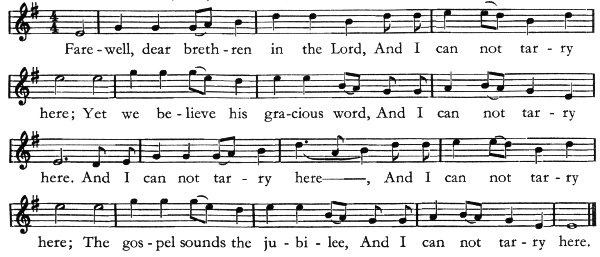 Fare-well, dear breth-ren in the Lord, And I can not tar-ry
here; Yet we be-lieve his gra-cious word, And I can not tar-ry
here. And I can not tar-ry here——, And I can not tar-ry
here; The gos-pel sounds the ju-bi-lee, And I can not tar-ry here.